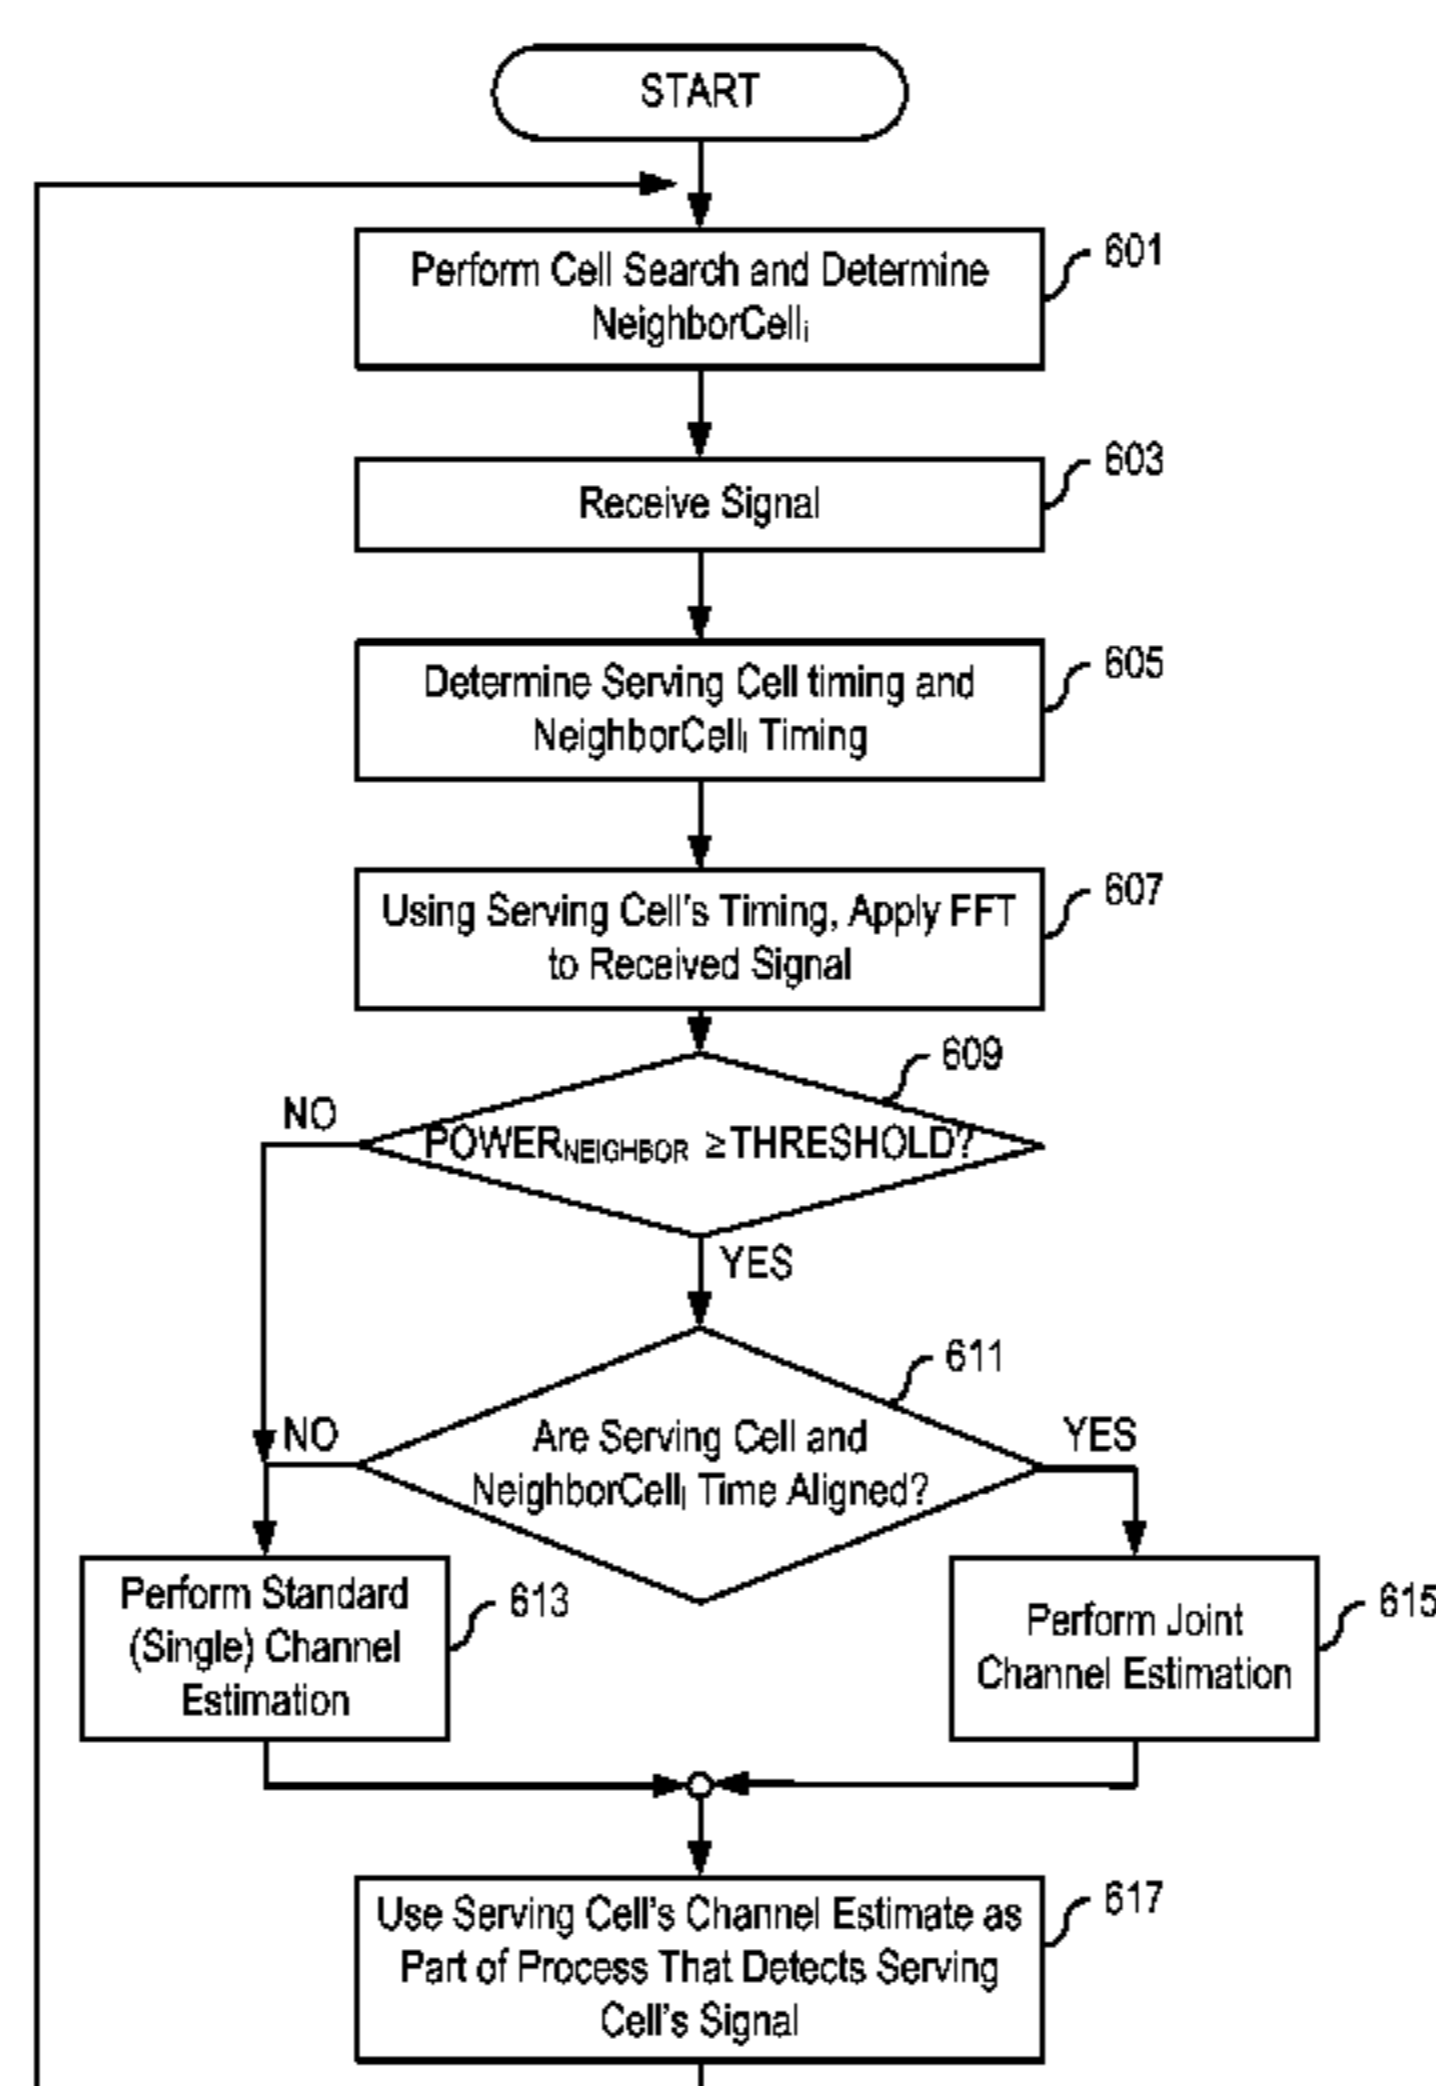 START
Perform Cell Search and Determine
NeighborCelli
601
Receive Signal
603
Determine Serving Cell timing and
NeighborCelli Timing
605
Using Serving Cell's Timing, Apply FFT
to Received Signal
607
609
NO
POWERNEIGHBOR ≥THRESHOLD?
YES
611
NO
Are Serving Cell and
NeighborCelli Time Aligned?
YES
Perform Standard
(Single) Channel
Estimation
613
Perform Joint
Channel Estimation
615
Use Serving Cell's Channel Estimate as
Part of Process That Detects Serving
Cell's Signal
617